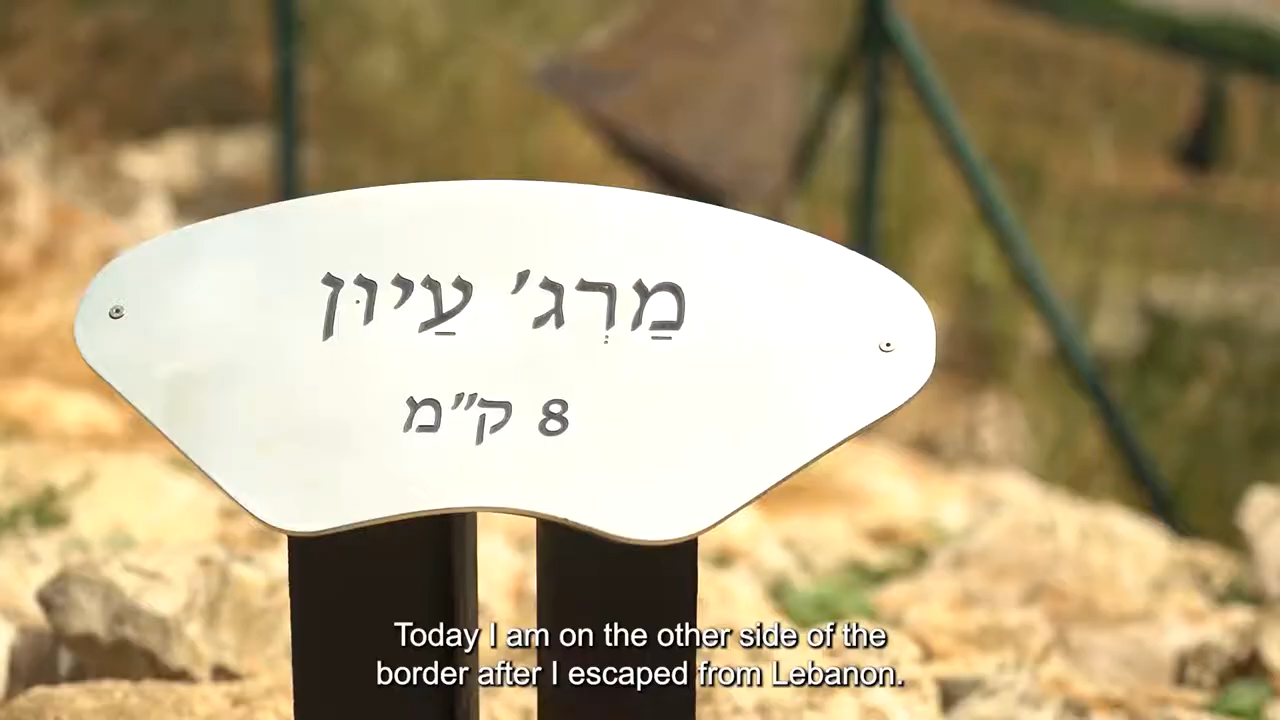 מַרְג' עַיוּן
8 ק"מ
Today I am on the other side of the
border after I escaped from Lebanon.